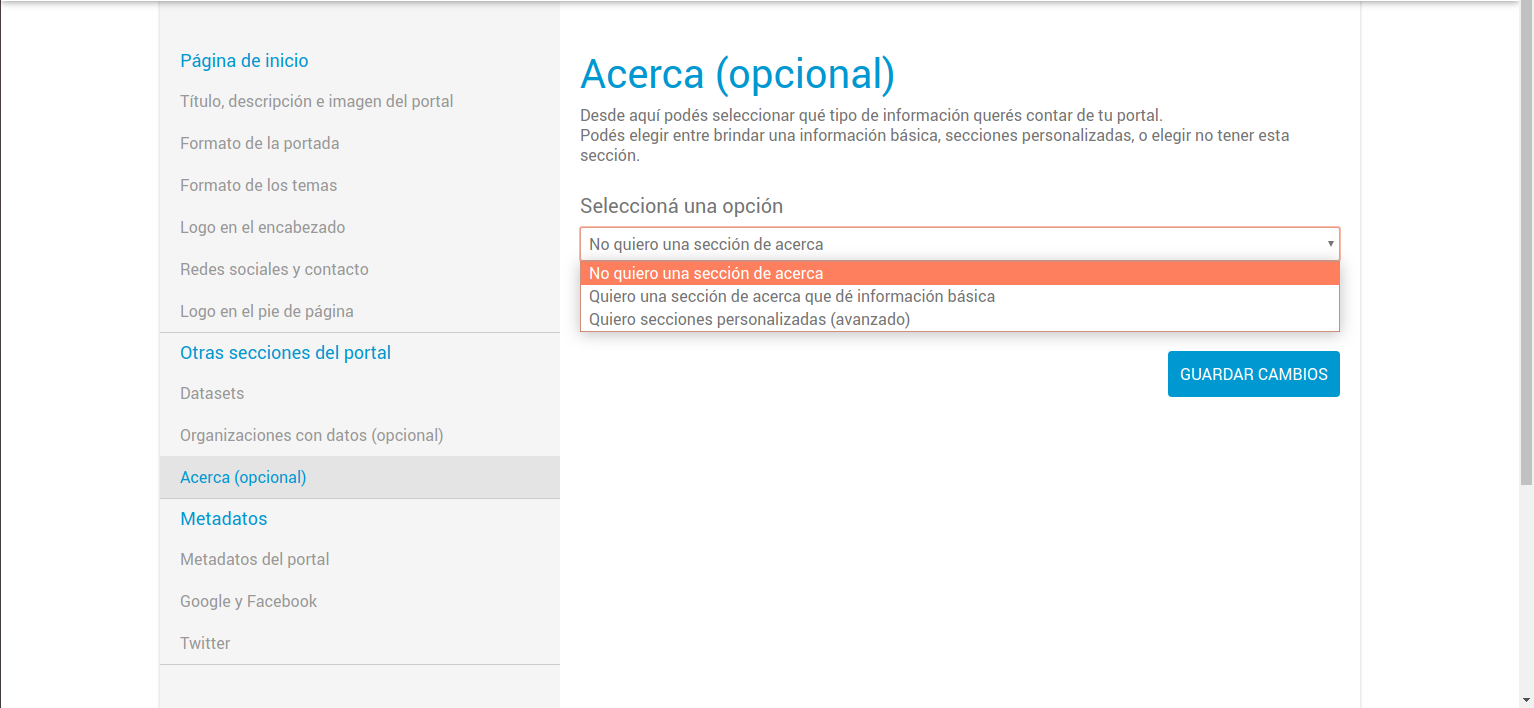 Página de inicio
Título, descripción e imagen del portal
Formato de la portada
Formato de los temas
Logo en el encabezado
Redes sociales y contacto
Logo en el pie de página
Otras secciones del portal
Datasets
Organizaciones con datos (opcional)
Acerca (opcional)
Metadatos
Metadatos del portal
Google y Facebook
Twitter
Acerca (opcional)
Desde aquí podés seleccionar qué tipo de información querés contar de tu portal.
Podés elegir entre brindar una información básica, secciones personalizadas, o elegir no tener esta
sección.
Seleccioná una opción
No quiero una sección de acerca
No quiero una sección de acerca
Quiero una sección de acerca que dé información básica
Quiero secciones personalizadas (avanzado)
GUARDAR CAMBIOS